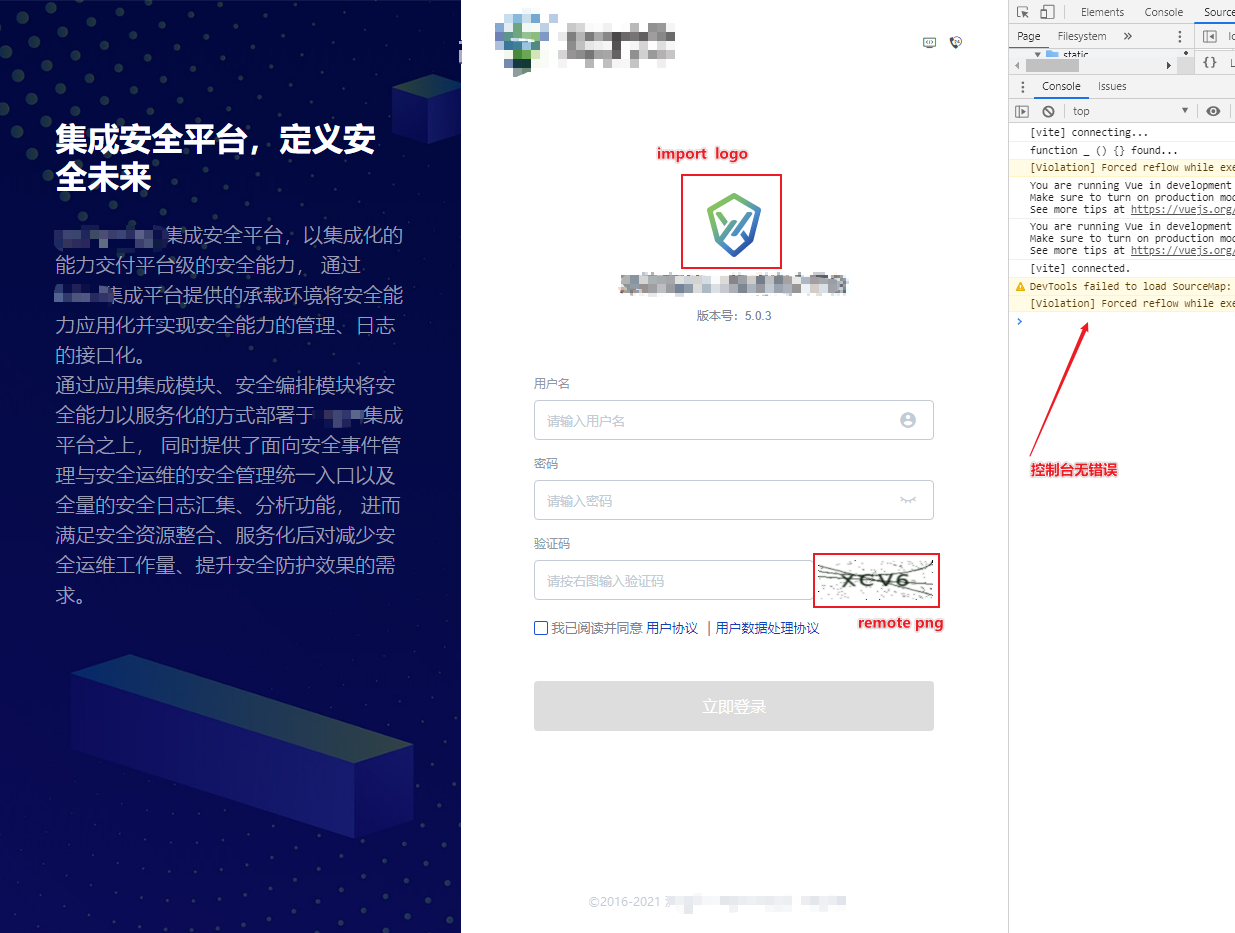 集成安全平台，定义安
全未来
集成安全平台，以集成化的
能力交付平台级的安全能力， 通过
集成平台提供的承载环境将安全能
力应用化并实现安全能力的管理、日志
的接口化。
通过应用集成模块、安全编排模块将安
全能力以服务化的方式部署于 集成
平台之上， 同时提供了面向安全事件管
理与安全运维的安全管理统一入口以及
全量的安全日志汇集、分析功能， 进而
满足安全资源整合、服务化后对减少安
全运维工作量、提升安全防护效果的需
求。
import logo
版本号：5.0.3
用户名
请输入用户名
密码
请输入密码
验证码
请按右图输入验证码
XCV6
remote png
我已阅读并同意 用户协议 | 用户数据处理协议
立即登录
©2016-2021
Elements Console Source
Page Filesystem »
static
Console Issues
top
[vite] connecting...
function _ () {} found...
[Violation] Forced reflow while exe
You are running Vue in development
Make sure to turn on production mod
See more tips at https://vuejs.org/
You are running Vue in development
Make sure to turn on production mod
See more tips at https://vuejs.org/
[vite] connected.
DevTools failed to load SourceMap:
[Violation] Forced reflow while exe
控制台无错误